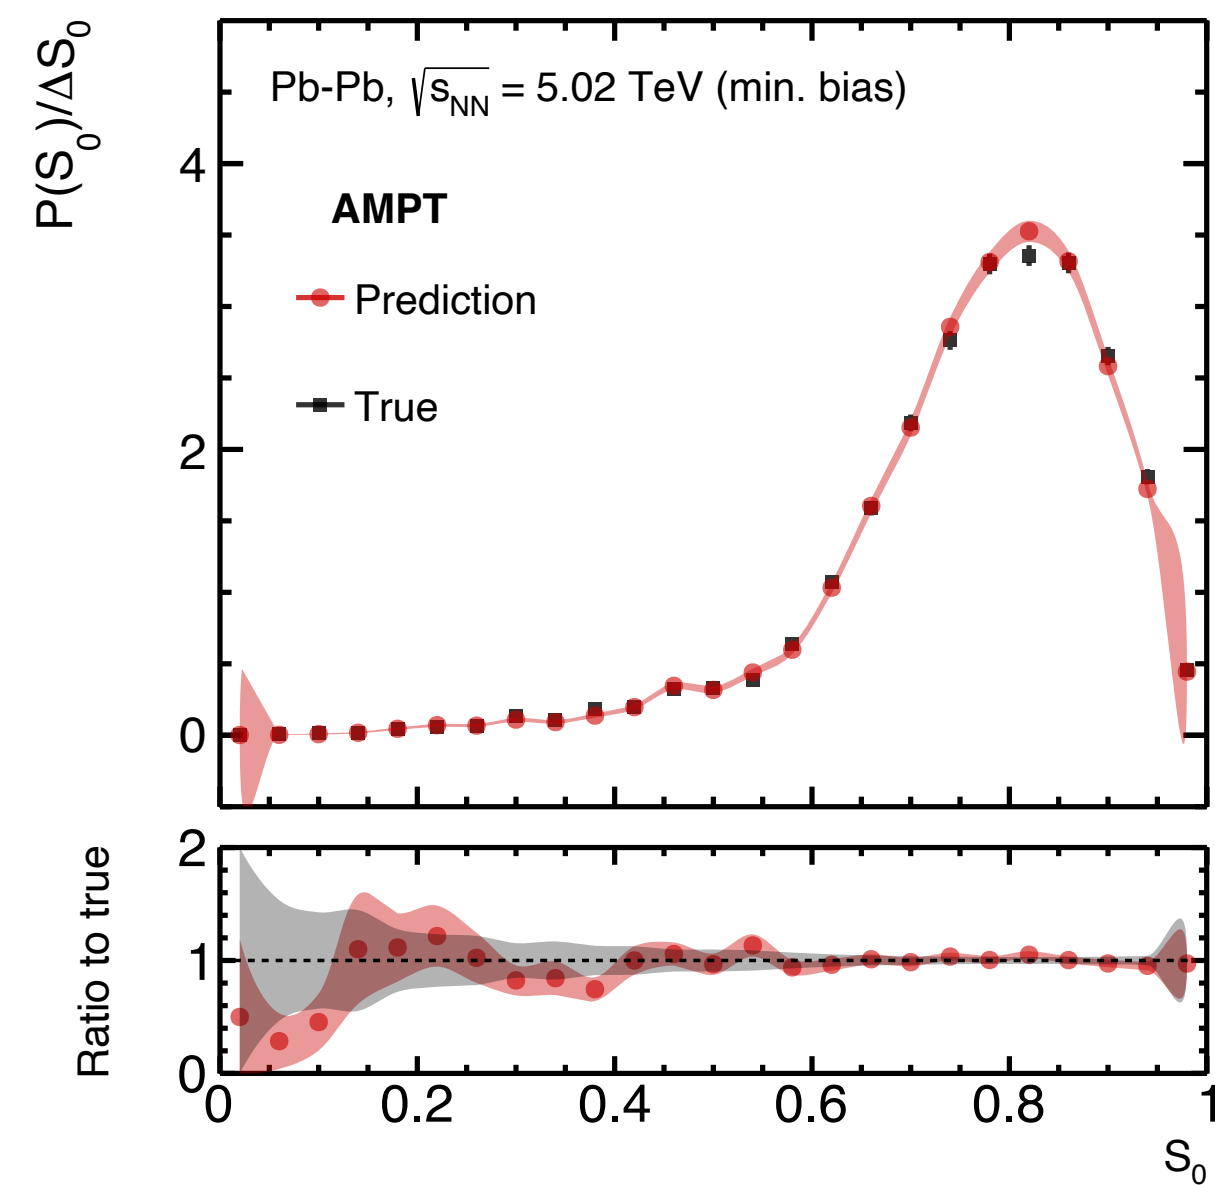 P(S₀)/ΔS₀
Pb-Pb, √s_NN = 5.02 TeV (min. bias)
AMPT
Prediction
True
4
2
0
Ratio to true
2
1
0
0 0.2 0.4 0.6 0.8 1
S₀